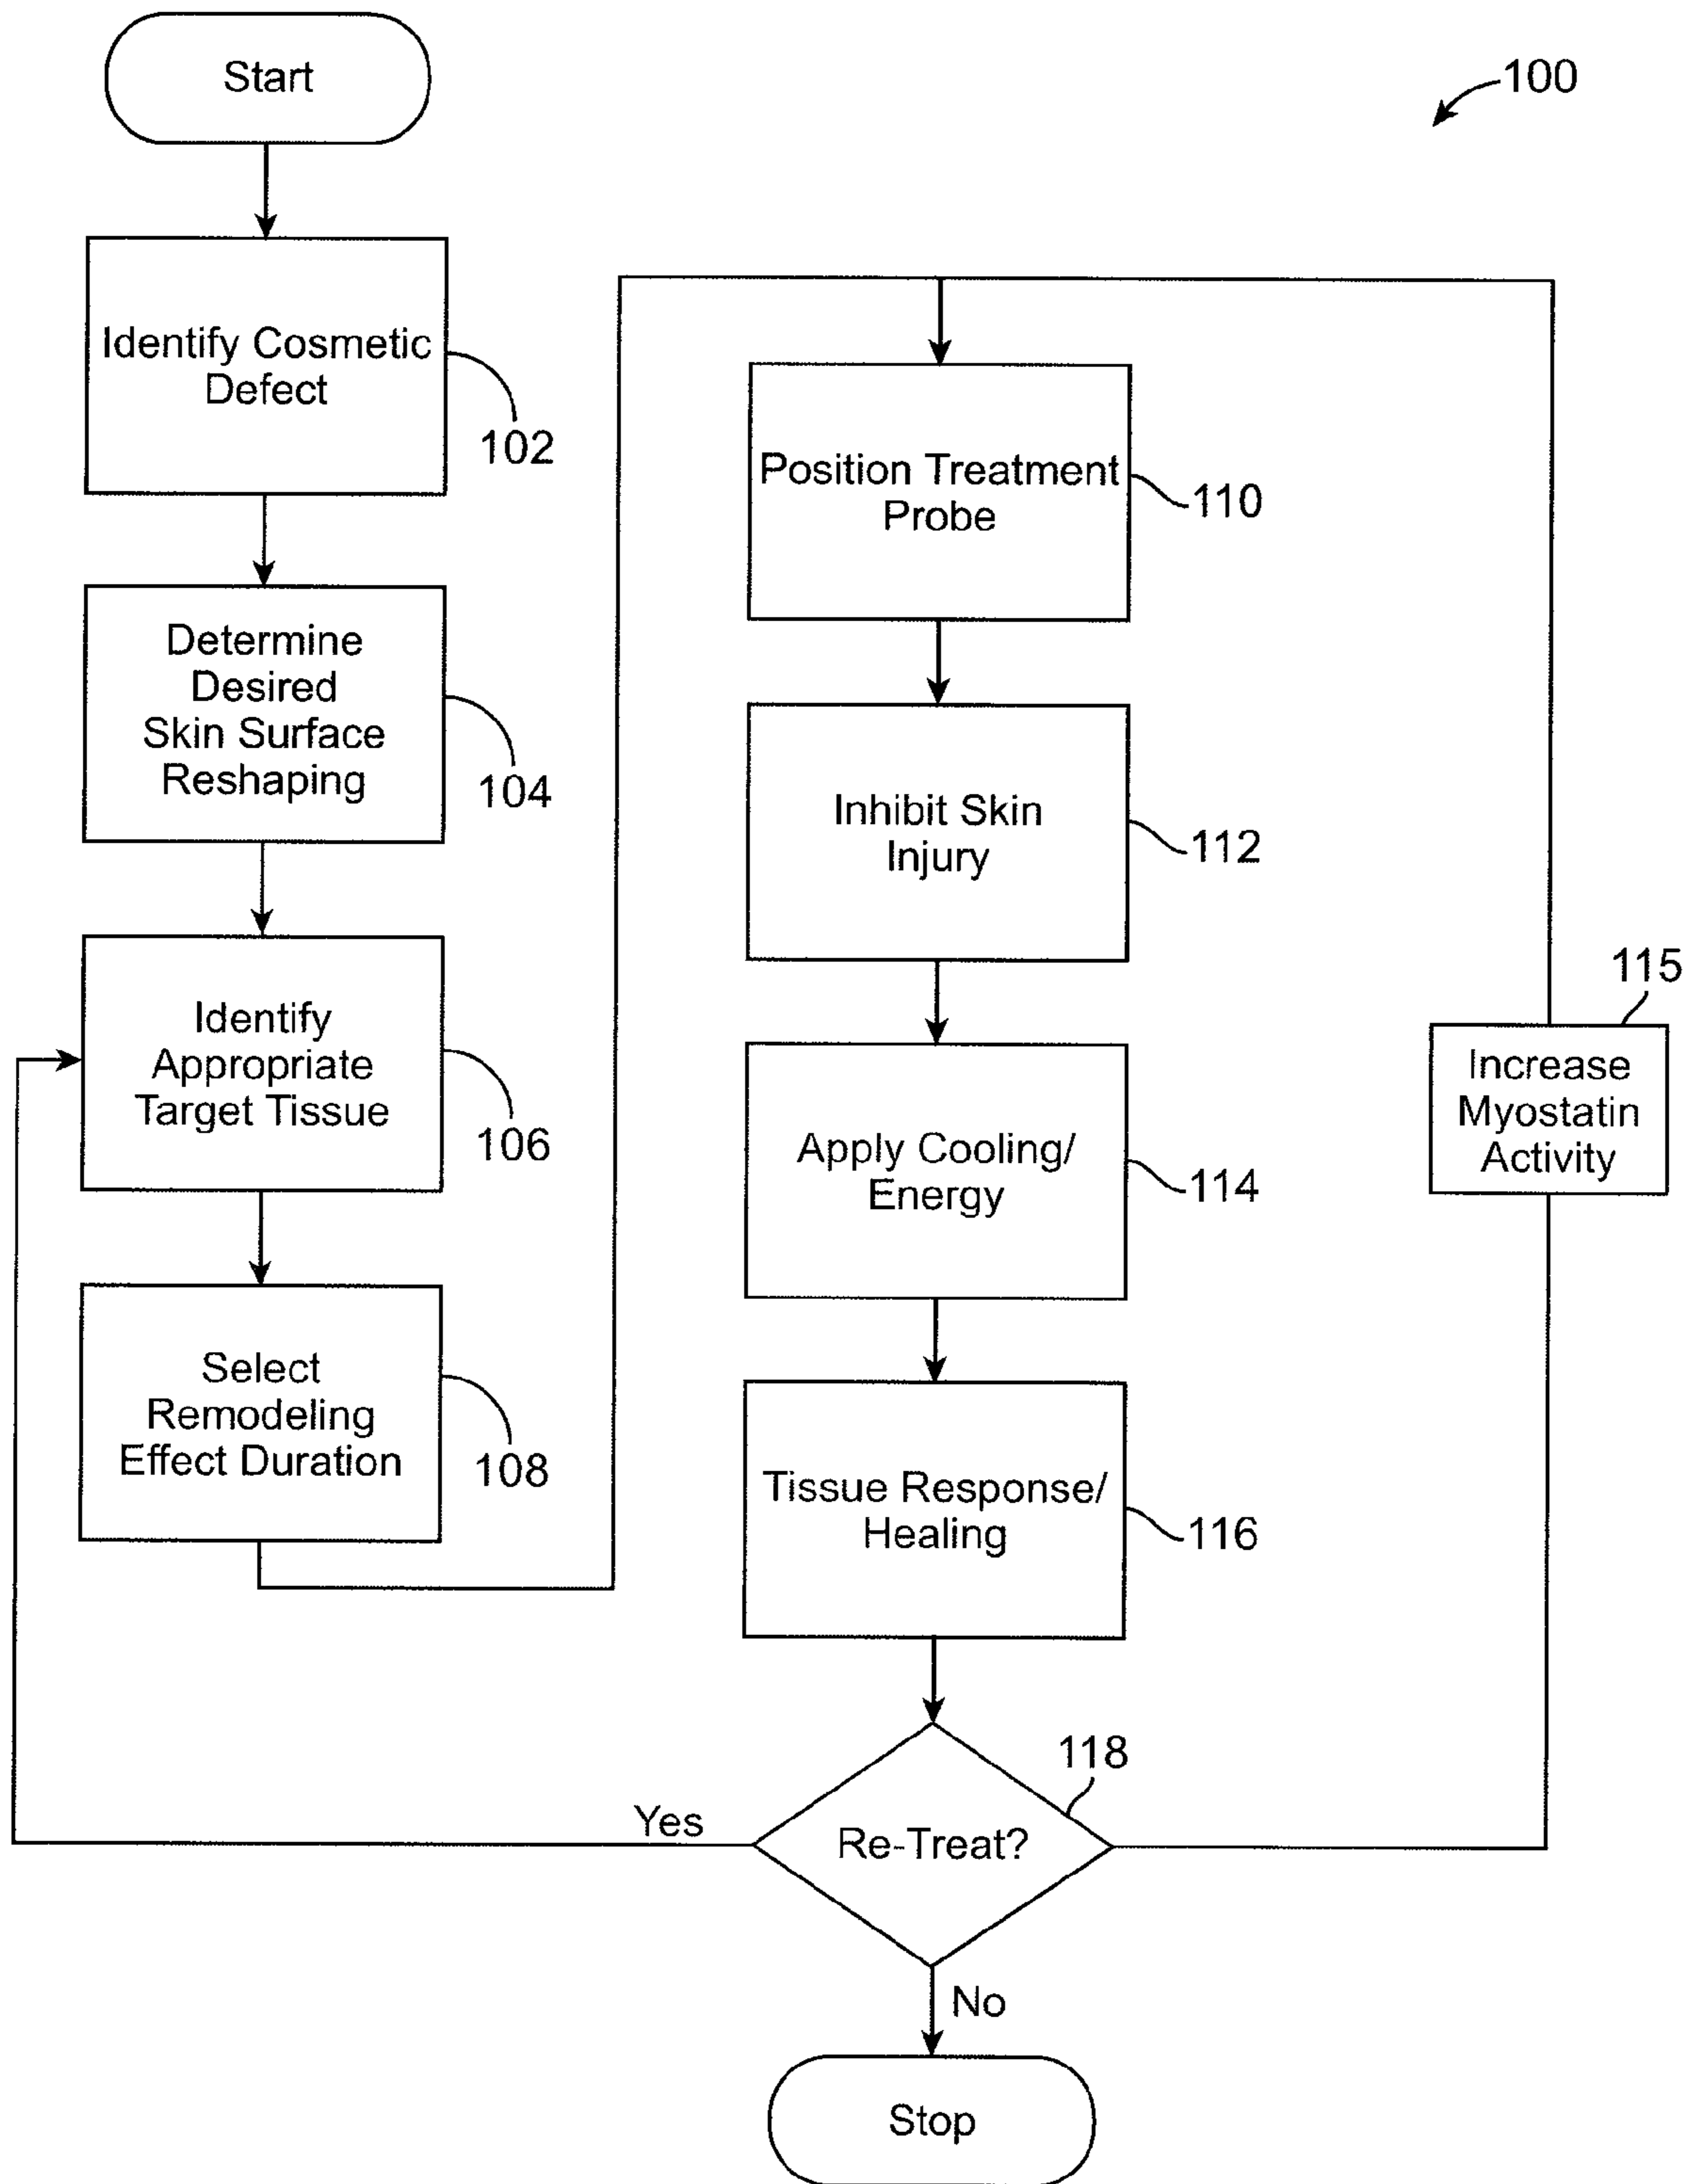 Start
100
Identify Cosmetic
Defect
102
Determine
Desired
Skin Surface
Reshaping
104
Identify
Appropriate
Target Tissue
106
Select
Remodeling
Effect Duration
108
Position Treatment
Probe
110
Inhibit Skin
Injury
112
Apply Cooling/
Energy
114
115
Increase
Myostatin
Activity
Tissue Response/
Healing
116
118
Re-Treat?
Yes
No
Stop